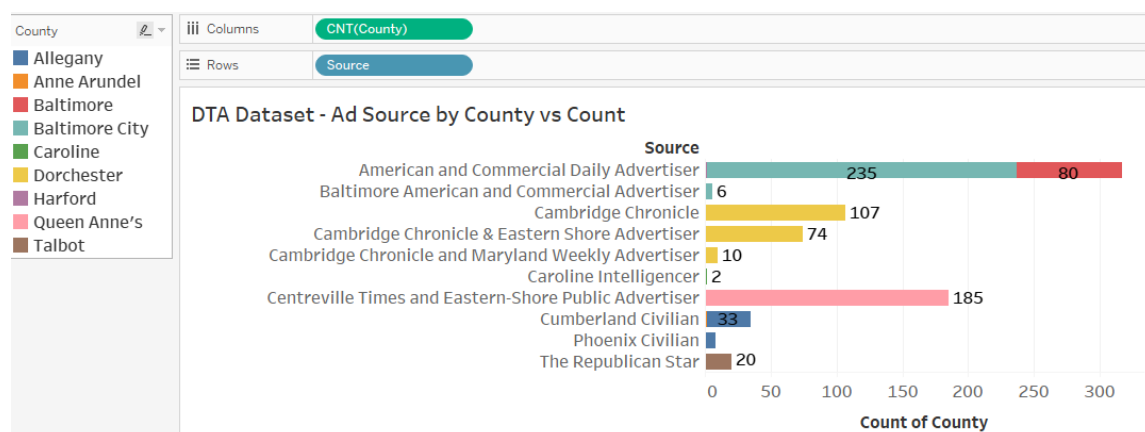 County
Allegany
Anne Arundel
Baltimore
Baltimore City
Caroline
Dorchester
Harford
Queen Anne's
Talbot
Columns CNT(County)
Rows Source
DTA Dataset - Ad Source by County vs Count
Source
American and Commercial Daily Advertiser 235 80
Baltimore American and Commercial Advertiser 6
Cambridge Chronicle 107
Cambridge Chronicle & Eastern Shore Advertiser 74
Cambridge Chronicle and Maryland Weekly Advertiser 10
Caroline Intelligencer 2
Centreville Times and Eastern-Shore Public Advertiser 185
Cumberland Civilian 33
Phoenix Civilian
The Republican Star 20
0 50 100 150 200 250 300
Count of County